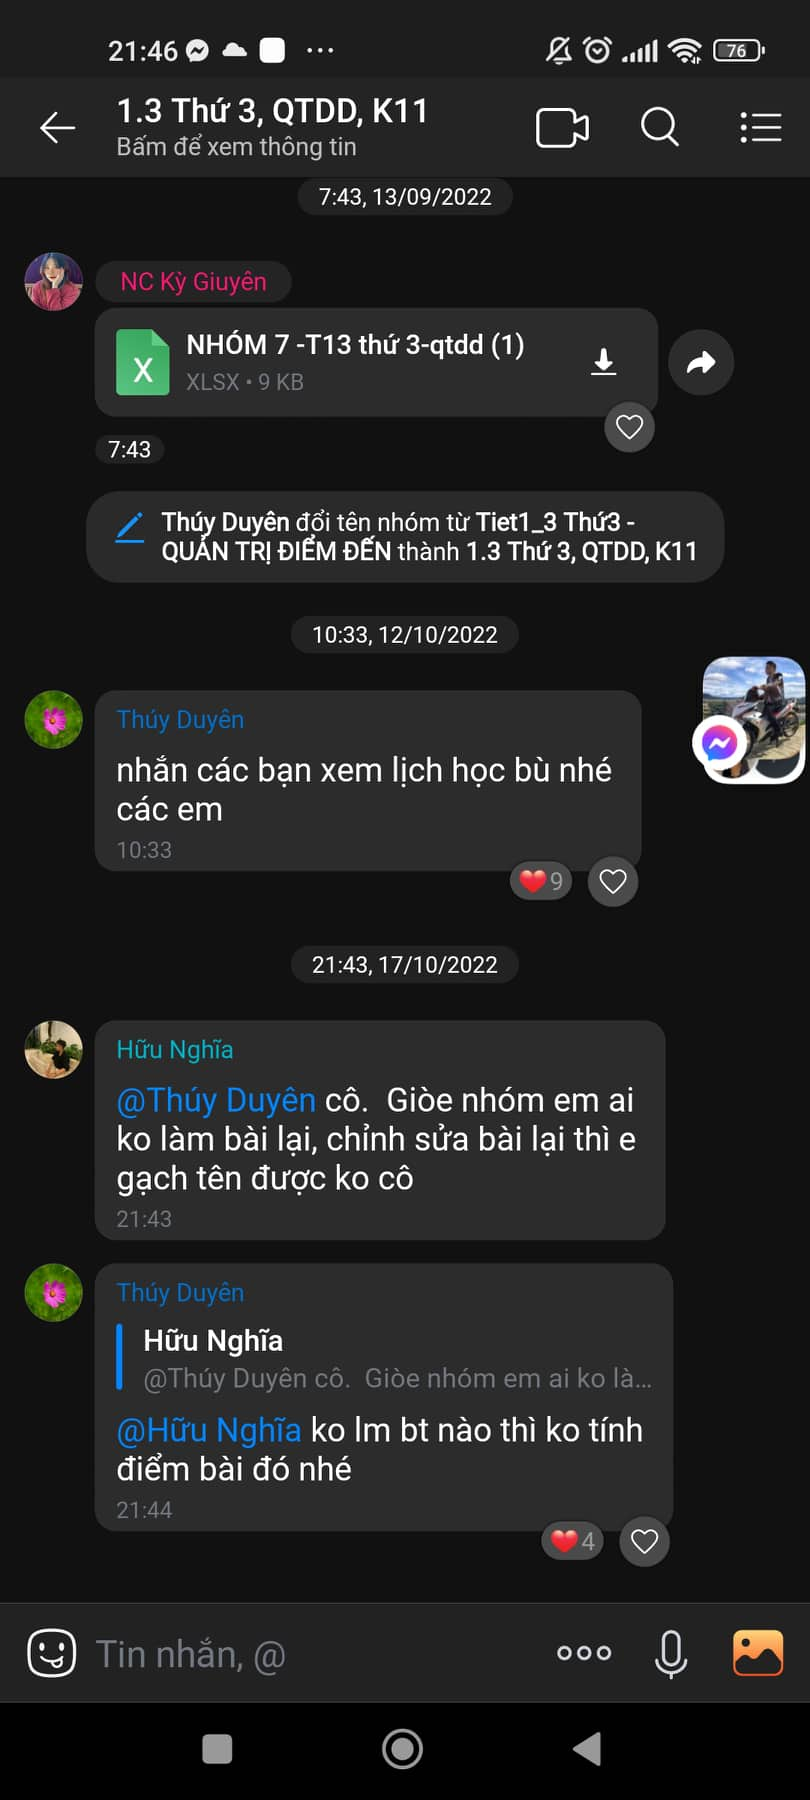 21:46
76
1.3 Thứ 3, QTDD, K11
Bấm để xem thông tin
7:43, 13/09/2022
NC Kỳ Giuyên
NHÓM 7 -T13 thứ 3-qtdd (1)
X
XLSX • 9 KB
7:43
Thúy Duyên đổi tên nhóm từ Tiet1_3 Thứ3 -
QUẢN TRỊ ĐIỂM ĐẾN thành 1.3 Thứ 3, QTDD, K11
10:33, 12/10/2022
Thúy Duyên
nhắn các bạn xem lịch học bù nhé
các em
10:33
9
21:43, 17/10/2022
Hữu Nghĩa
@Thúy Duyên cô.  Giòe nhóm em ai
ko làm bài lại, chỉnh sửa bài lại thì e
gạch tên được ko cô
21:43
Thúy Duyên
Hữu Nghĩa
@Thúy Duyên cô.  Giòe nhóm em ai ko là...
@Hữu Nghĩa ko lm bt nào thì ko tính
điểm bài đó nhé
21:44
4
Tin nhắn, @